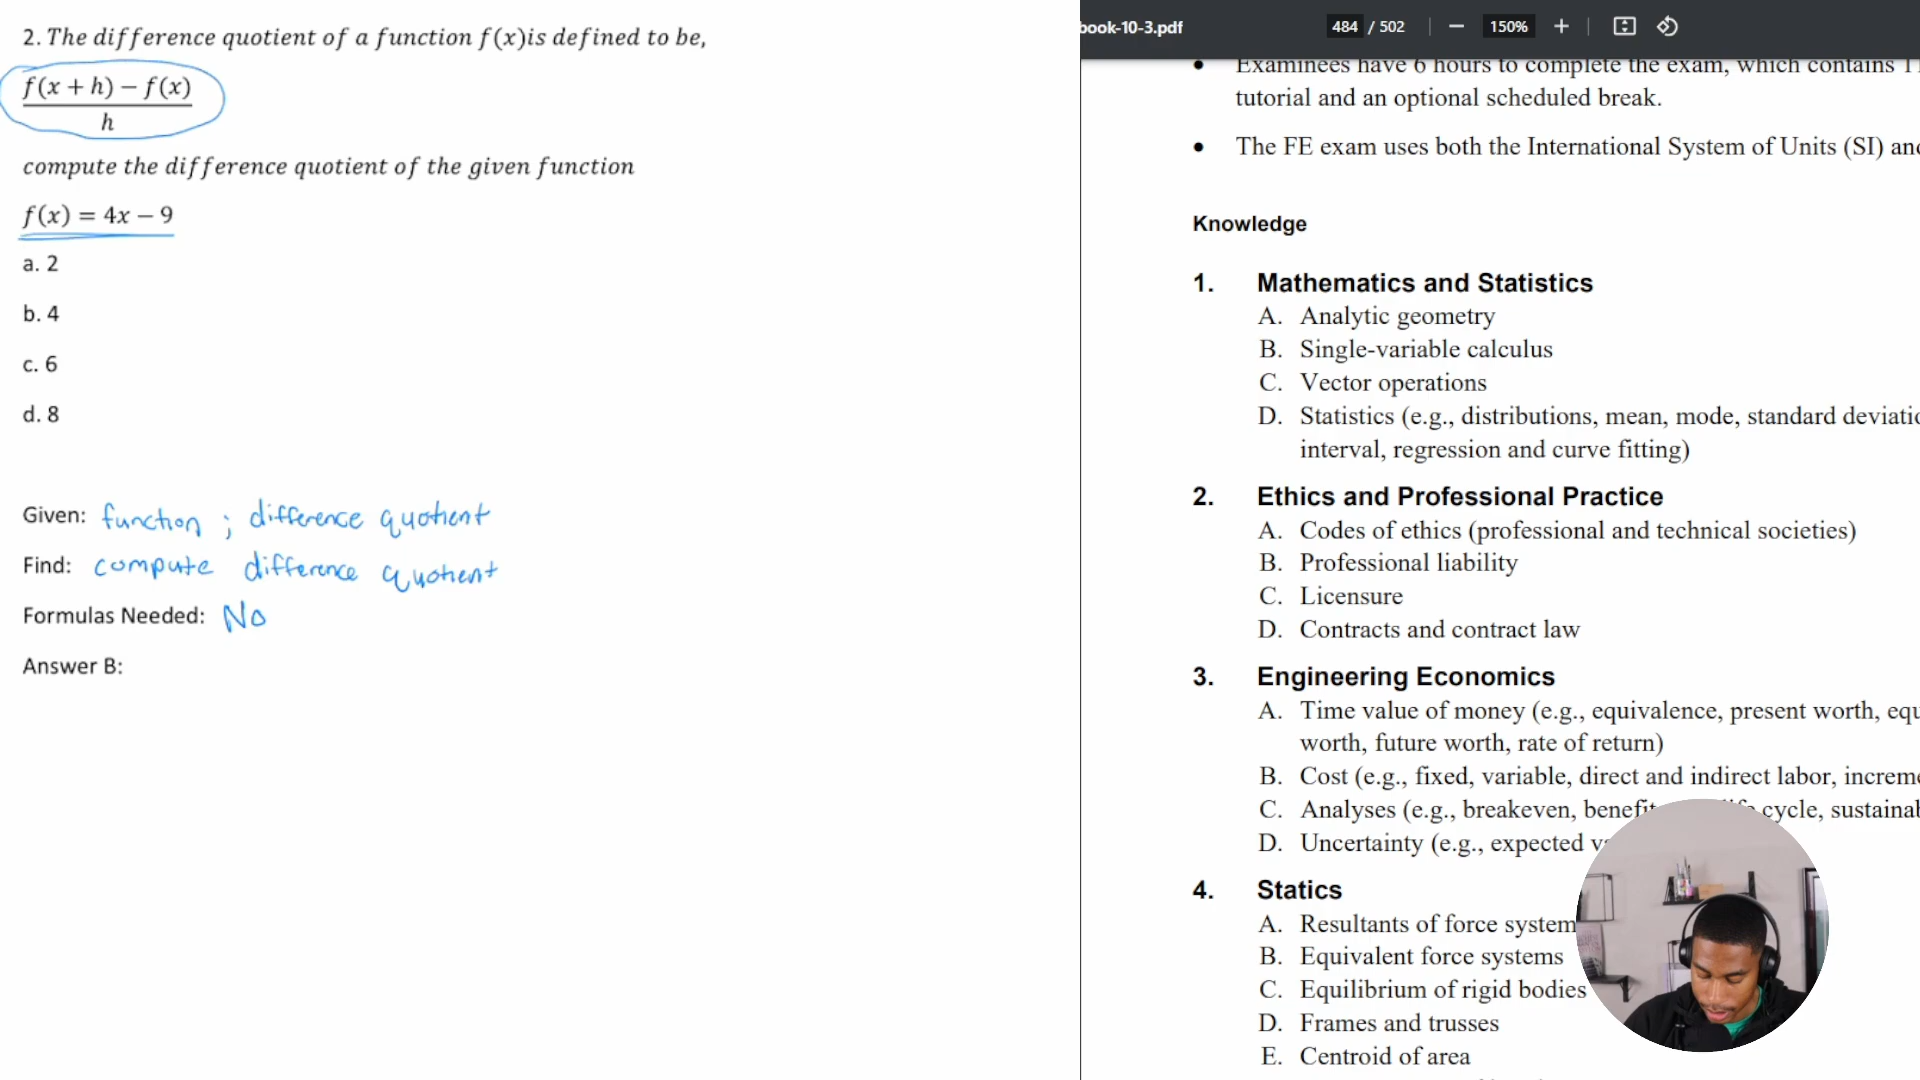 2. The difference quotient of a function f(x)is defined to be,
f(x + h) − f(x)
h
compute the difference quotient of the given function
f(x) = 4x − 9
a. 2
b. 4
c. 6
d. 8
Given: function ; difference quotient
Find: compute difference quotient
Formulas Needed: No
Answer B:
book-10-3.pdf
484 / 502
150%
• Examinees have 6 hours to complete the exam, which contains
tutorial and an optional scheduled break.
• The FE exam uses both the International System of Units (SI)
Knowledge
1. Mathematics and Statistics
A. Analytic geometry
B. Single-variable calculus
C. Vector operations
D. Statistics (e.g., distributions, mean, mode, standard
interval, regression and curve fitting)
2. Ethics and Professional Practice
A. Codes of ethics (professional and technical societies)
B. Professional liability
C. Licensure
D. Contracts and contract law
3. Engineering Economics
A. Time value of money (e.g., equivalence, present worth,
worth, future worth, rate of return)
B. Cost (e.g., fixed, variable, direct and indirect labor,
C. Analyses (e.g., breakeven, cycle,
D. Uncertainty (e.g., expected
4. Statics
A. Resultants of force system
B. Equivalent force systems
C. Equilibrium of rigid bodies
D. Frames and trusses
E. Centroid of area